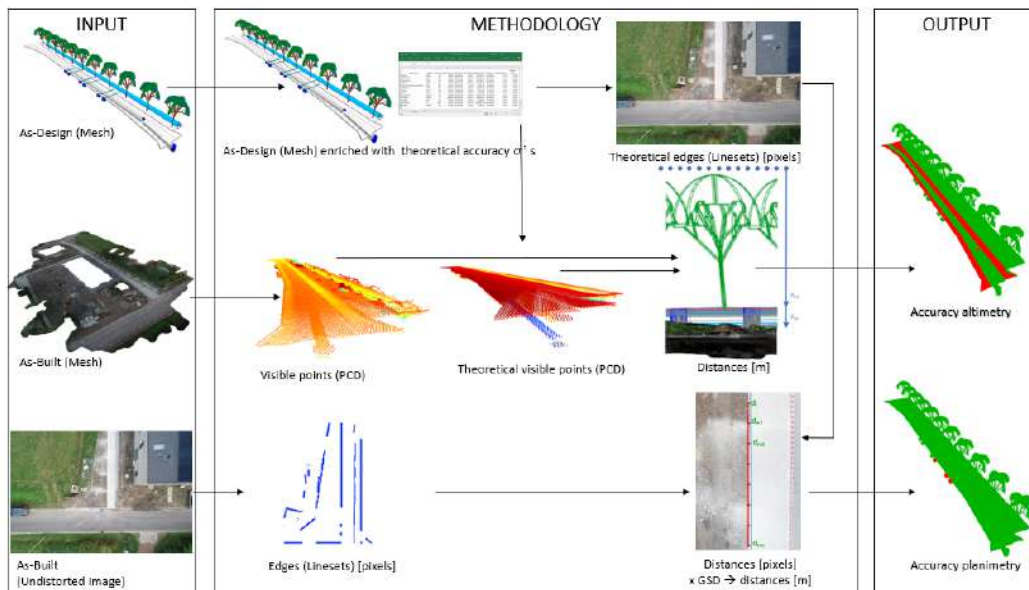 INPUT
METHODOLOGY
OUTPUT
As-Design (Mesh)
As-Design (Mesh) enriched with theoretical accuracy σ' s
Theoretical edges (Linesets) [pixels]
As-Built (Mesh)
Visible points (PCD)
Theoretical visible points (PCD)
Distances [m]
Accuracy altimetry
As-Built
(Undistorted Image)
Edges (Linesets) [pixels]
Distances [pixels]
x GSD → distances [m]
Accuracy planimetry